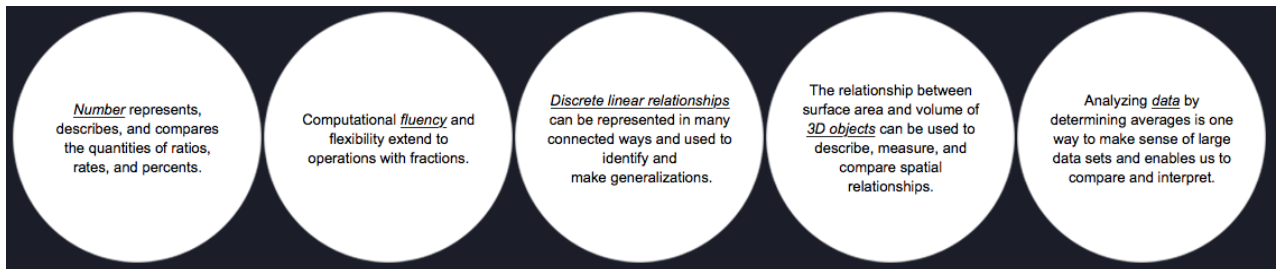 Number represents,
describes, and compares
the quantities of ratios,
rates, and percents.
Computational fluency and
flexibility extend to
operations with fractions.
Discrete linear relationships
can be represented in many
connected ways and used to
identify and
make generalizations.
The relationship between
surface area and volume of
3D objects can be used to
describe, measure, and
compare spatial
relationships.
Analyzing data by
determining averages is one
way to make sense of large
data sets and enables us to
compare and interpret.